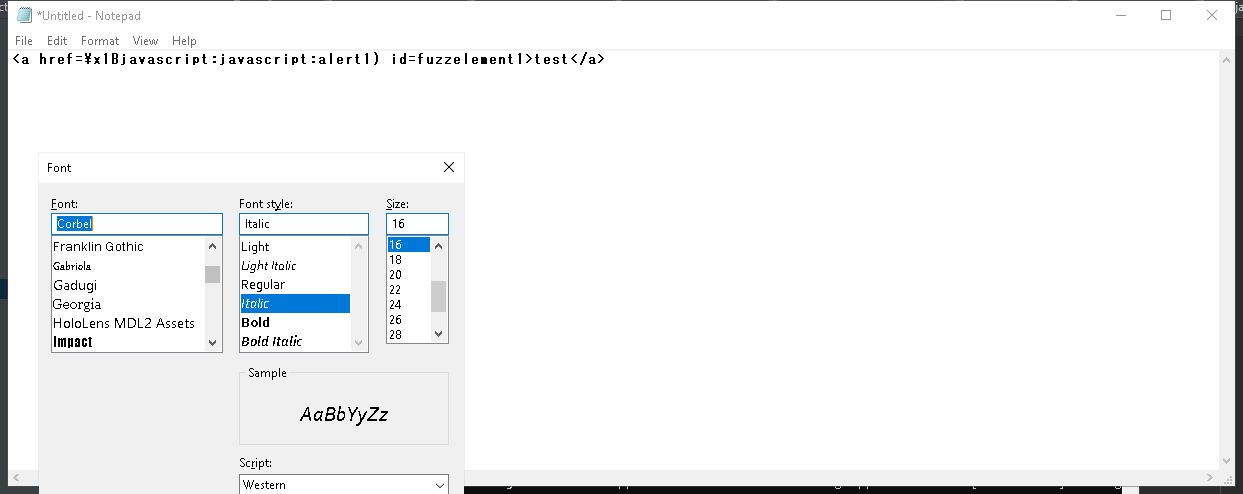 *Untitled - Notepad
File Edit Format View Help
<a href=¥x1Bjavascript:javascript:alert1) id=fuzzelement1>test</a>
Font
Font: Font style: Size:
Corbel Italic 16
Franklin Gothic Light 16
Gabriola Light Italic 18
Gadugi Regular 20
Georgia Italic 22
HoloLens MDL2 Assets Bold 24
Impact Bold Italic 26
28
Sample
AaBbYyZz
Script:
Western